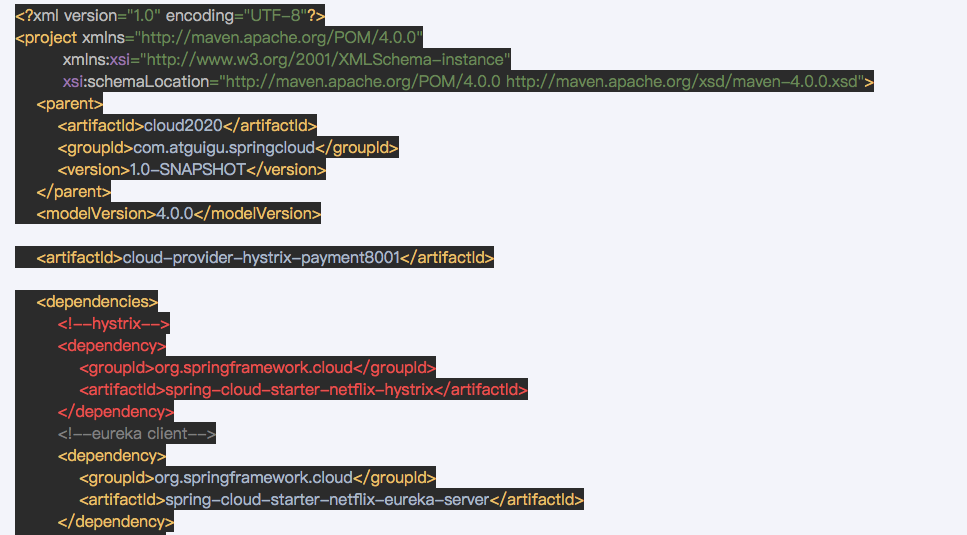 <?xml version="1.0" encoding="UTF-8"?>
<project xmlns="http://maven.apache.org/POM/4.0.0"
xmlns:xsi="http://www.w3.org/2001/XMLSchema-instance"
xsi:schemaLocation="http://maven.apache.org/POM/4.0.0 http://maven.apache.org/xsd/maven-4.0.0.xsd">
<parent>
<artifactId>cloud2020</artifactId>
<groupId>com.atguigu.springcloud</groupId>
<version>1.0-SNAPSHOT</version>
</parent>
<modelVersion>4.0.0</modelVersion>
<artifactId>cloud-provider-hystrix-payment8001</artifactId>
<dependencies>
<!--hystrix-->
<dependency>
<groupId>org.springframework.cloud</groupId>
<artifactId>spring-cloud-starter-netflix-hystrix</artifactId>
</dependency>
<!--eureka client-->
<dependency>
<groupId>org.springframework.cloud</groupId>
<artifactId>spring-cloud-starter-netflix-eureka-server</artifactId>
</dependency>